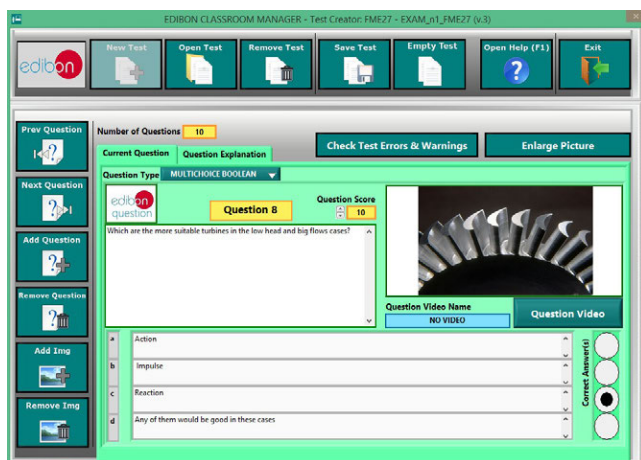 EDIBON CLASSROOM MANAGER - Test Creator: FME27 - EXAM_n1_FME27 (v.3)
edibon
New Test
Open Test
Remove Test
Save Test
Empty Test
Open Help (F1)
Exit
Prev Question
Next Question
Add Question
Remove Question
Add Img
Remove Img
Number of Questions 10
Check Test Errors & Warnings
Enlarge Picture
Current Question
Question Explanation
Question Type MULTICHOICE BOOLEAN
edibon
question
Question 8
Question Score
10
Which are the more suitable turbines in the low head and big flows cases?
Question Video Name
NO VIDEO
Question Video
a Action
b Impulse
c Reaction
d Any of them would be good in these cases
Correct Answer(s)